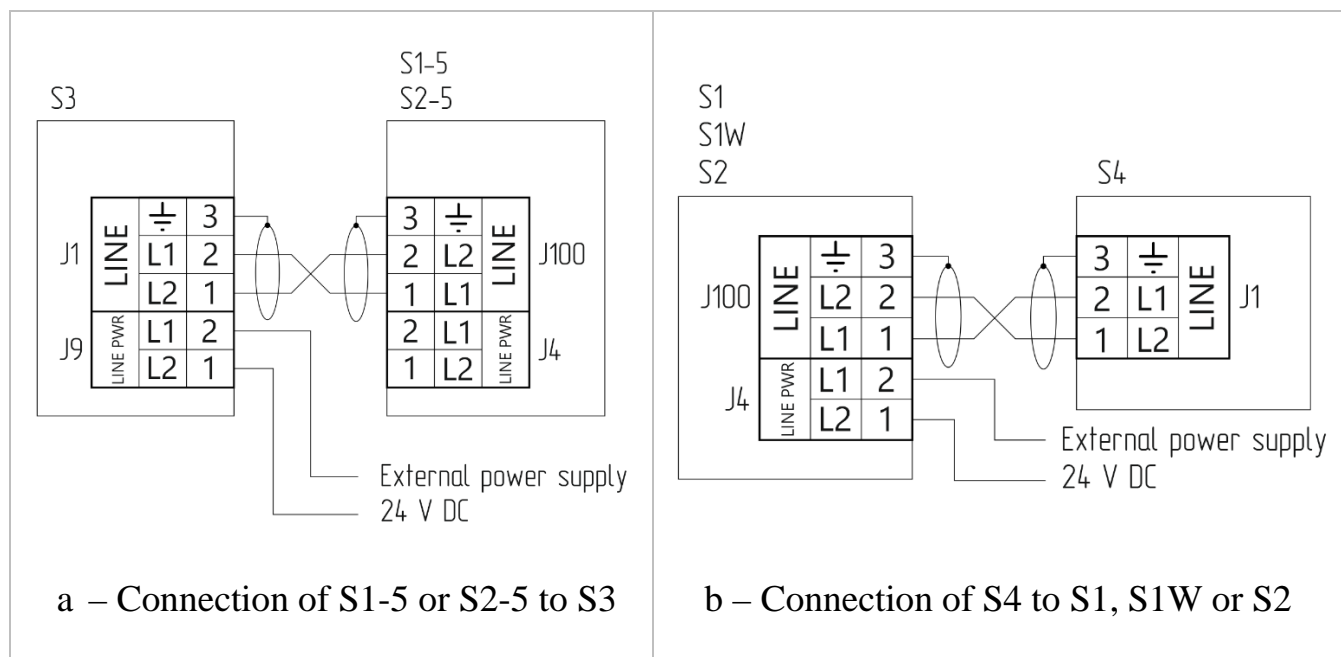 S3
S1-5
S2-5
J1
LINE
⏚ 3
L1 2
L2 1
J9
LINE PWR
L1 2
L2 1
3 ⏚
2 L2
1 L1
LINE
J100
2 L1
1 L2
LINE PWR
J4
External power supply
24 V DC
a – Connection of S1-5 or S2-5 to S3
S1
S1W
S2
S4
J100
LINE
⏚ 3
L2 2
L1 1
J4
LINE PWR
L1 2
L2 1
3 ⏚
2 L1
1 L2
LINE
J1
External power supply
24 V DC
b – Connection of S4 to S1, S1W or S2